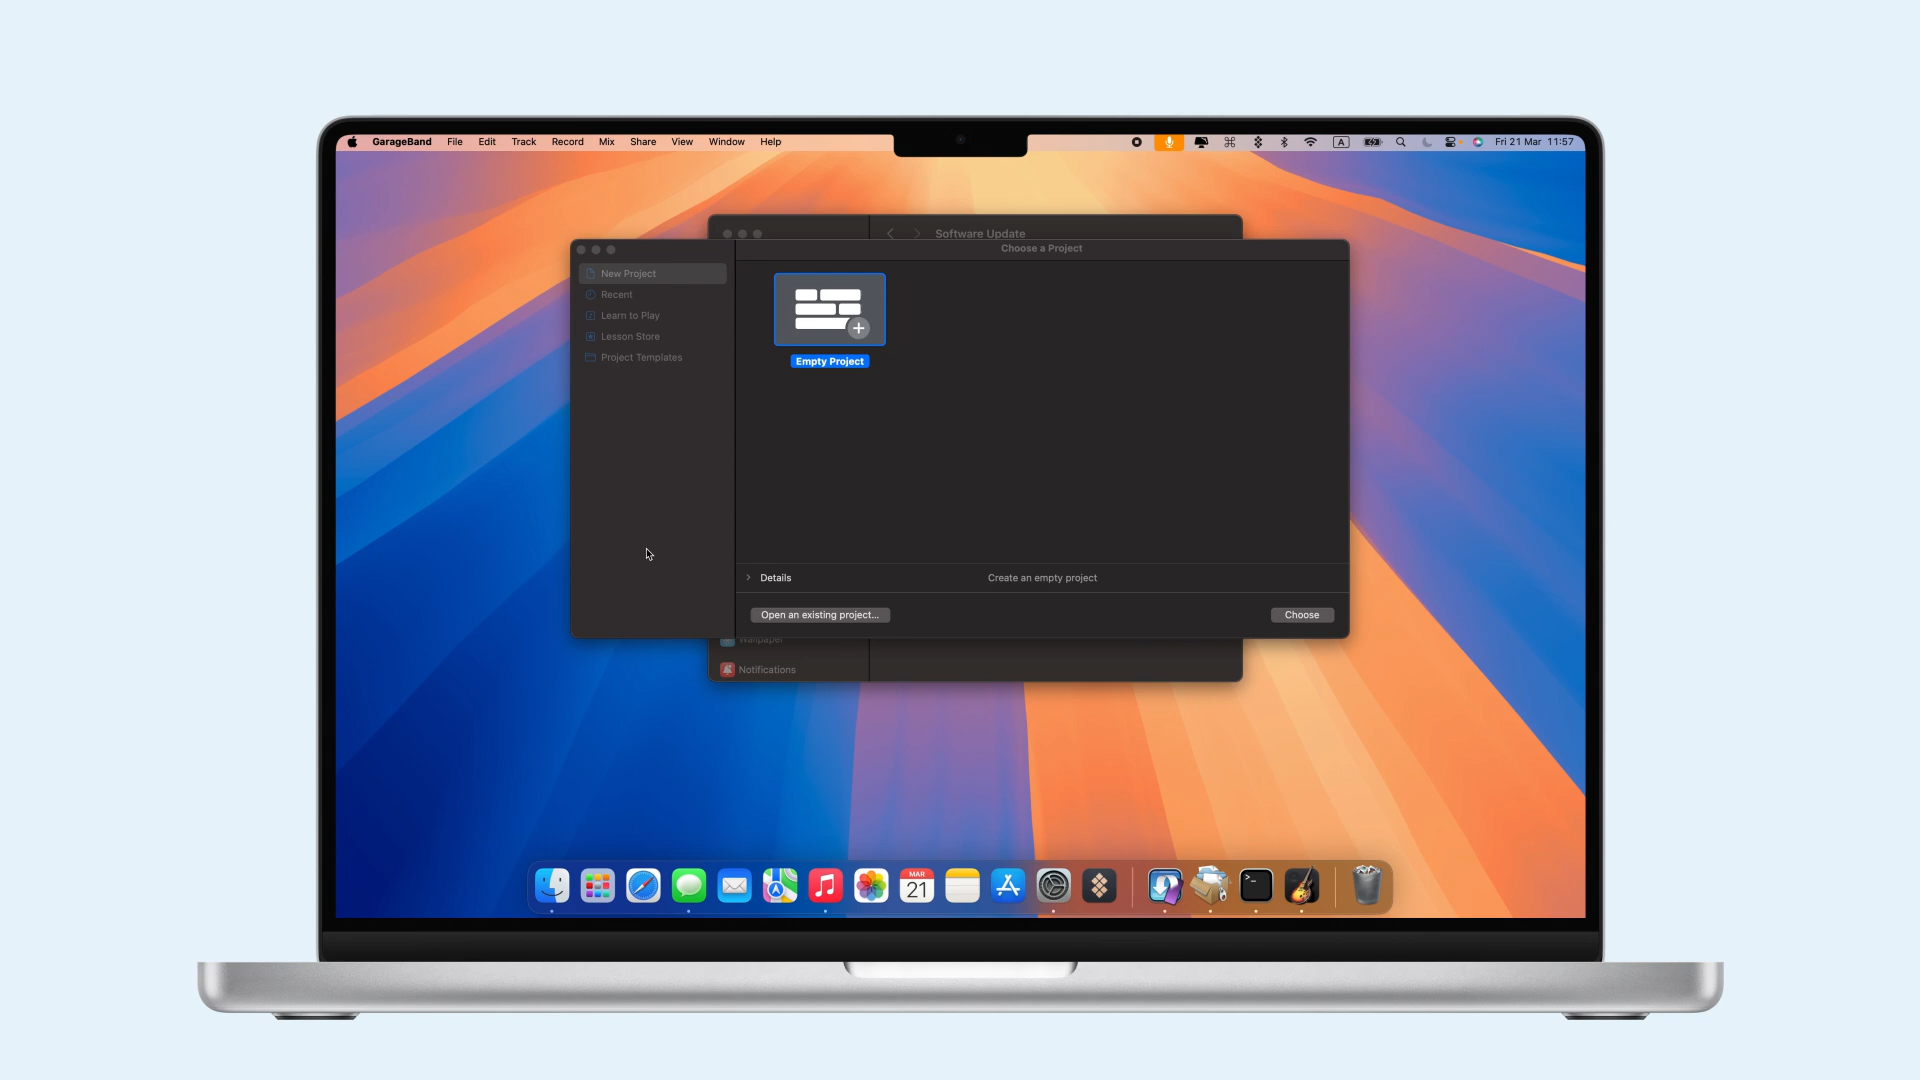 GarageBand File Edit Track Record Mix Share View Window Help
A Fri 21 Mar 11:57
Software Update
Choose a Project
New Project
Recent
Learn to Play
Lesson Store
Project Templates
Empty Project
Details Create an empty project
Open an existing project... Choose
Wallpaper
Notifications
MAR
21
>_